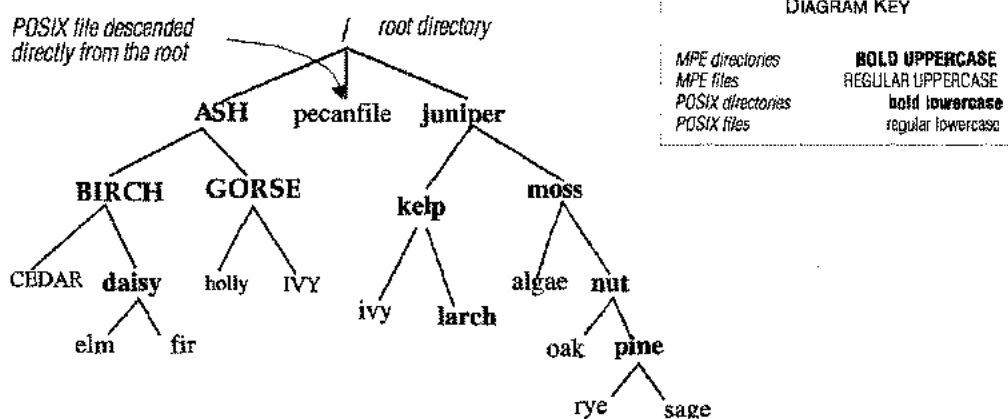 POSIX file descended
directly from the root
/ root directory
DIAGRAM KEY
MPE directories BOLD UPPERCASE
MPE files REGULAR UPPERCASE
POSIX directories bold lowercase
POSIX files regular lowercase
ASH pecanfile juniper
BIRCH GORSE kelp moss
CEDAR daisy holly IVY ivy larch algae nut
elm fir oak pine
rye sage